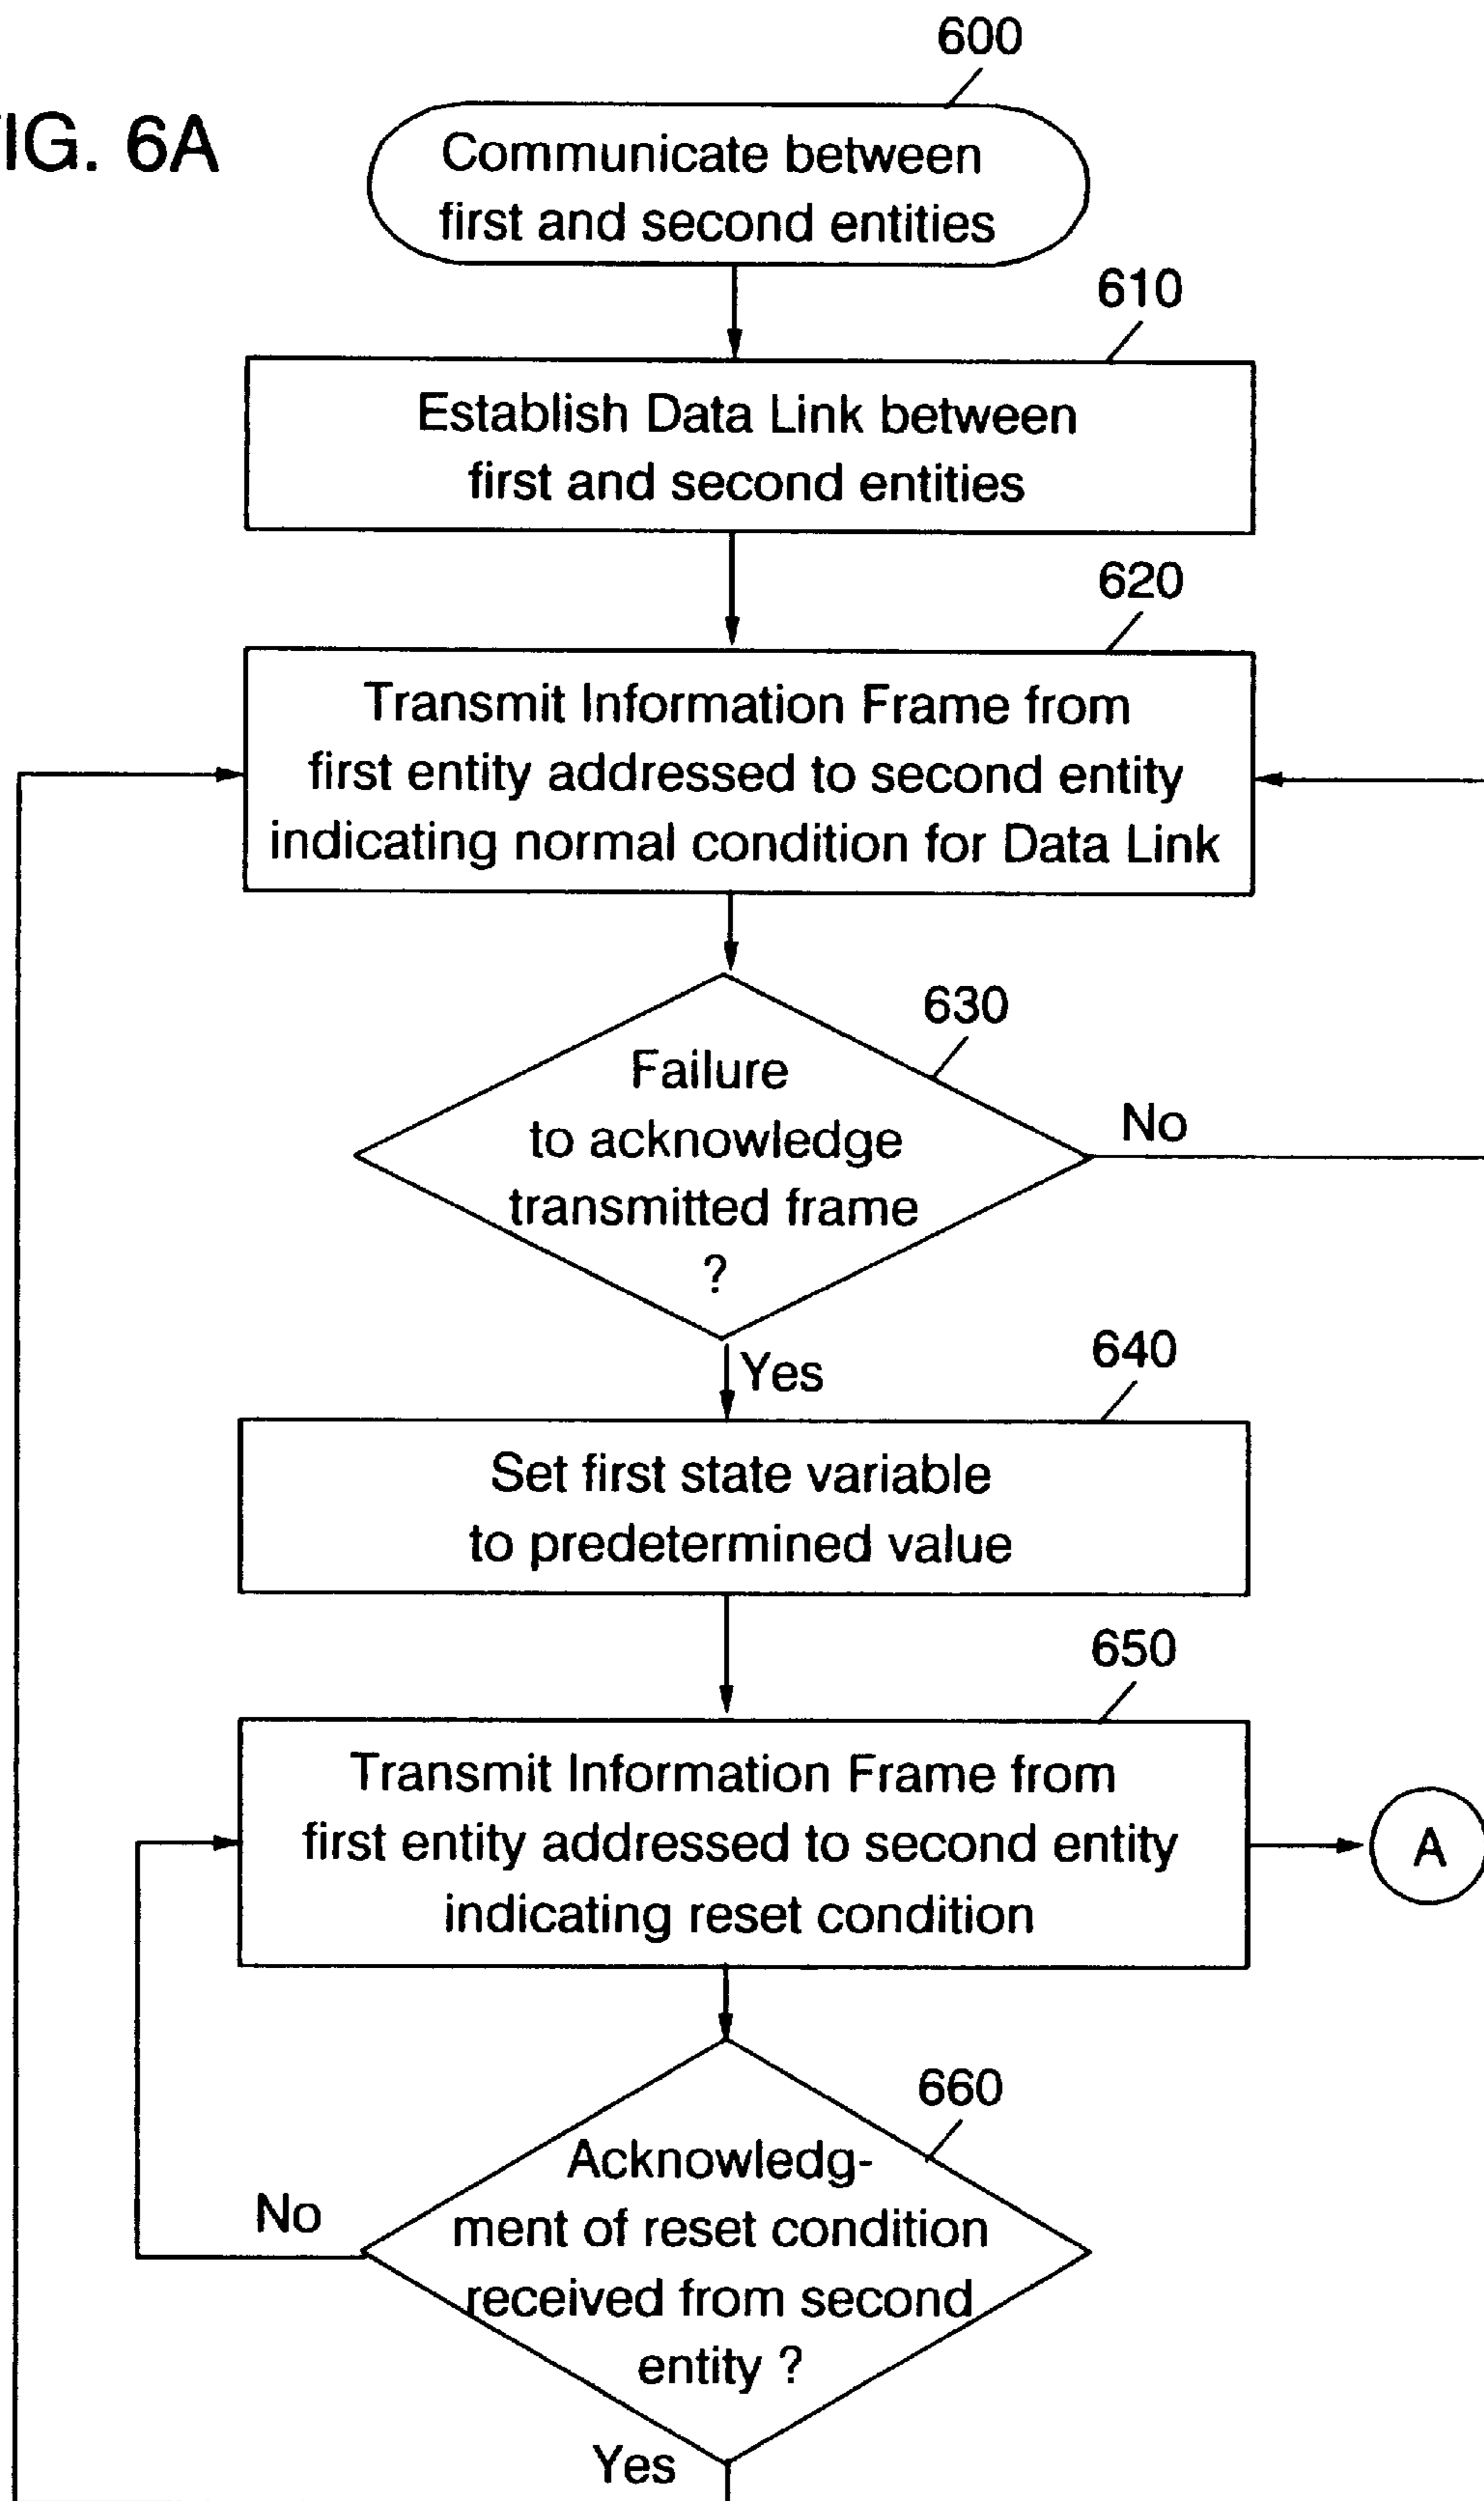 600
IG. 6A
Communicate between
first and second entities
610
Establish Data Link between
first and second entities
620
Transmit Information Frame from
first entity addressed to second entity
indicating normal condition for Data Link
630
Failure
to acknowledge
transmitted frame
?
No
Yes
640
Set first state variable
to predetermined value
650
Transmit Information Frame from
first entity addressed to second entity
indicating reset condition
A
660
Acknowledg-
ment of reset condition
received from second
entity ?
No
Yes